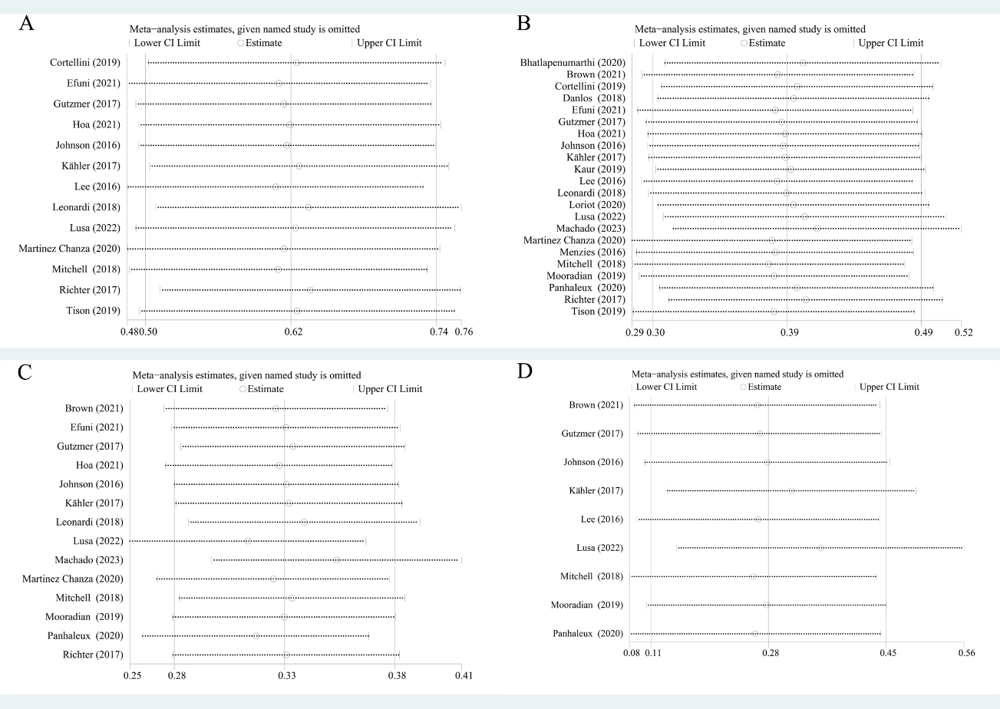 A
Meta−analysis estimates, given named study is omitted
Lower CI Limit Estimate Upper CI Limit
Cortellini (2019)
Efuni (2021)
Gutzmer (2017)
Hoa (2021)
Johnson (2016)
Kähler (2017)
Lee (2016)
Leonardi (2018)
Lusa (2022)
Martinez Chanza (2020)
Mitchell (2018)
Richter (2017)
Tison (2019)
0.48 0.50 0.62 0.74 0.76
B
Meta−analysis estimates, given named study is omitted
Lower CI Limit Estimate Upper CI Limit
Bhatlapenumarthi (2020)
Brown (2021)
Cortellini (2019)
Danlos (2018)
Efuni (2021)
Gutzmer (2017)
Hoa (2021)
Johnson (2016)
Kähler (2017)
Kaur (2019)
Lee (2016)
Leonardi (2018)
Loriot (2020)
Lusa (2022)
Machado (2023)
Martinez Chanza (2020)
Menzies (2016)
Mitchell (2018)
Mooradian (2019)
Panhaleux (2020)
Richter (2017)
Tison (2019)
0.29 0.30 0.39 0.49 0.52
C
Meta−analysis estimates, given named study is omitted
Lower CI Limit Estimate Upper CI Limit
Brown (2021)
Efuni (2021)
Gutzmer (2017)
Hoa (2021)
Johnson (2016)
Kähler (2017)
Leonardi (2018)
Lusa (2022)
Machado (2023)
Martinez Chanza (2020)
Mitchell (2018)
Mooradian (2019)
Panhaleux (2020)
Richter (2017)
0.25 0.28 0.33 0.38 0.41
D
Meta−analysis estimates, given named study is omitted
Lower CI Limit Estimate Upper CI Limit
Brown (2021)
Gutzmer (2017)
Johnson (2016)
Kähler (2017)
Lee (2016)
Lusa (2022)
Mitchell (2018)
Mooradian (2019)
Panhaleux (2020)
0.08 0.11 0.28 0.45 0.56